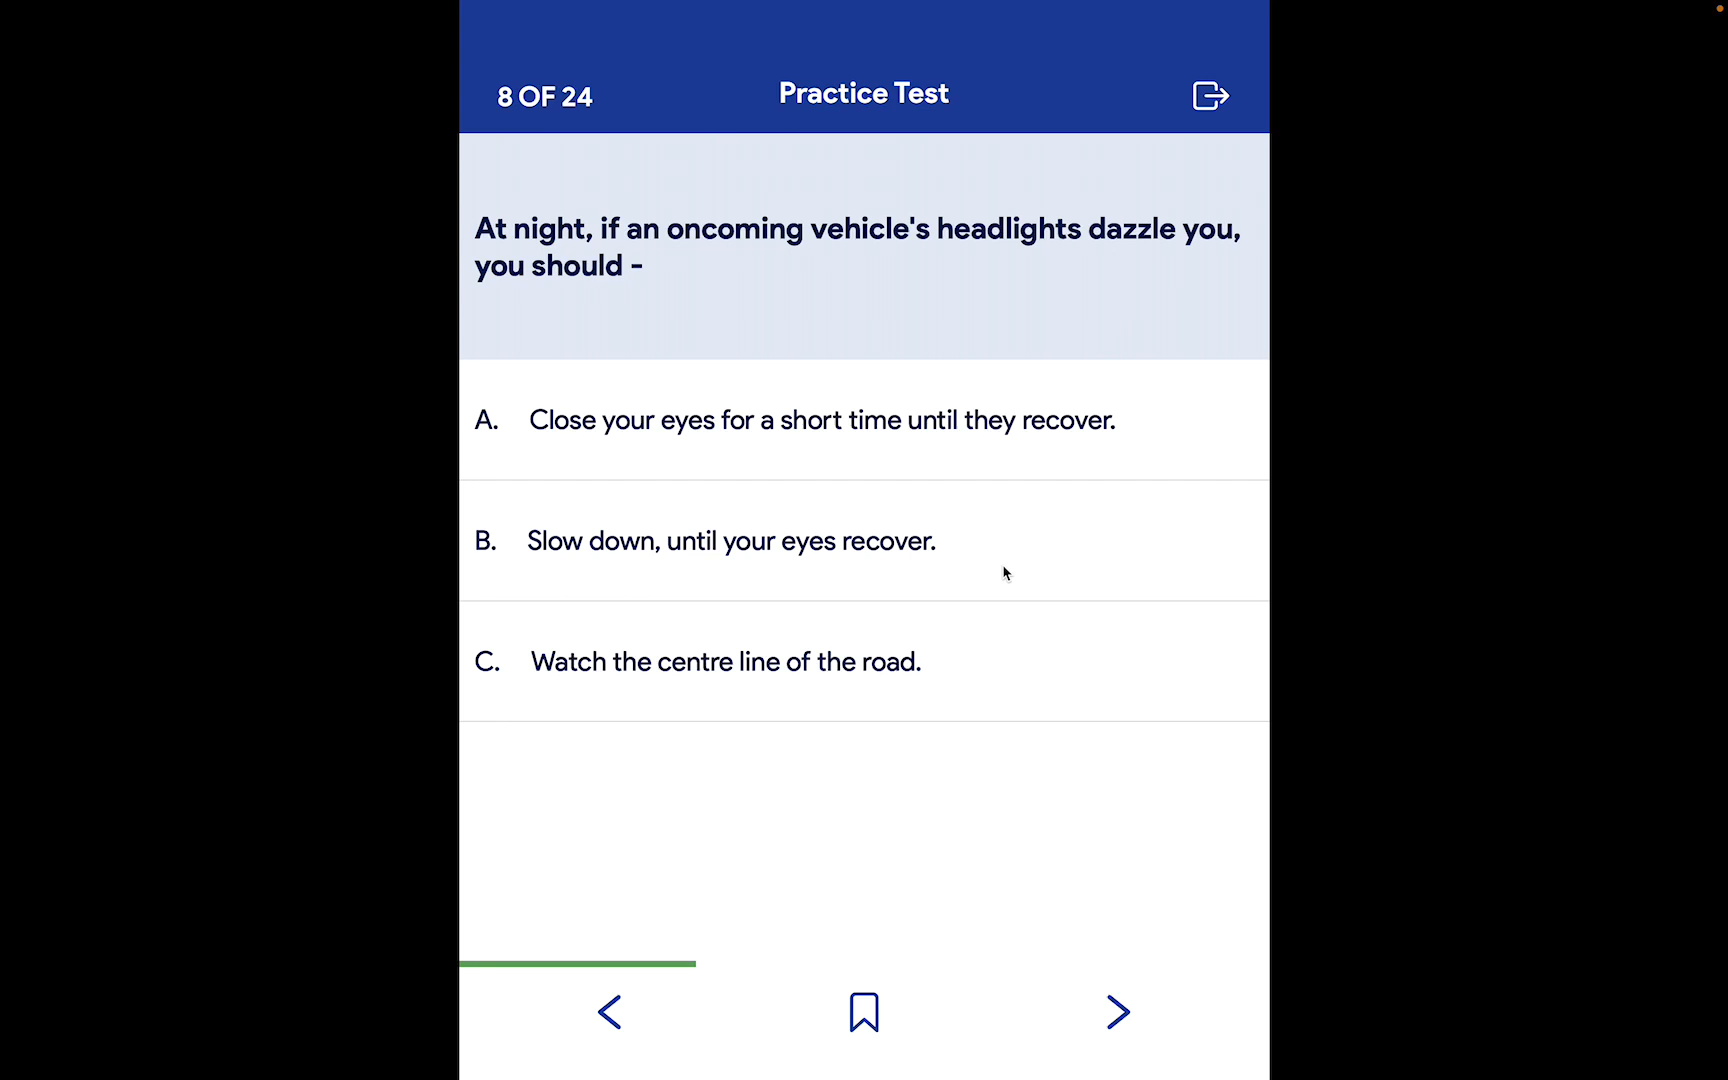 8 OF 24
Practice Test
At night, if an oncoming vehicle's headlights dazzle you,
you should -
A. Close your eyes for a short time until they recover.
B. Slow down, until your eyes recover.
C. Watch the centre line of the road.